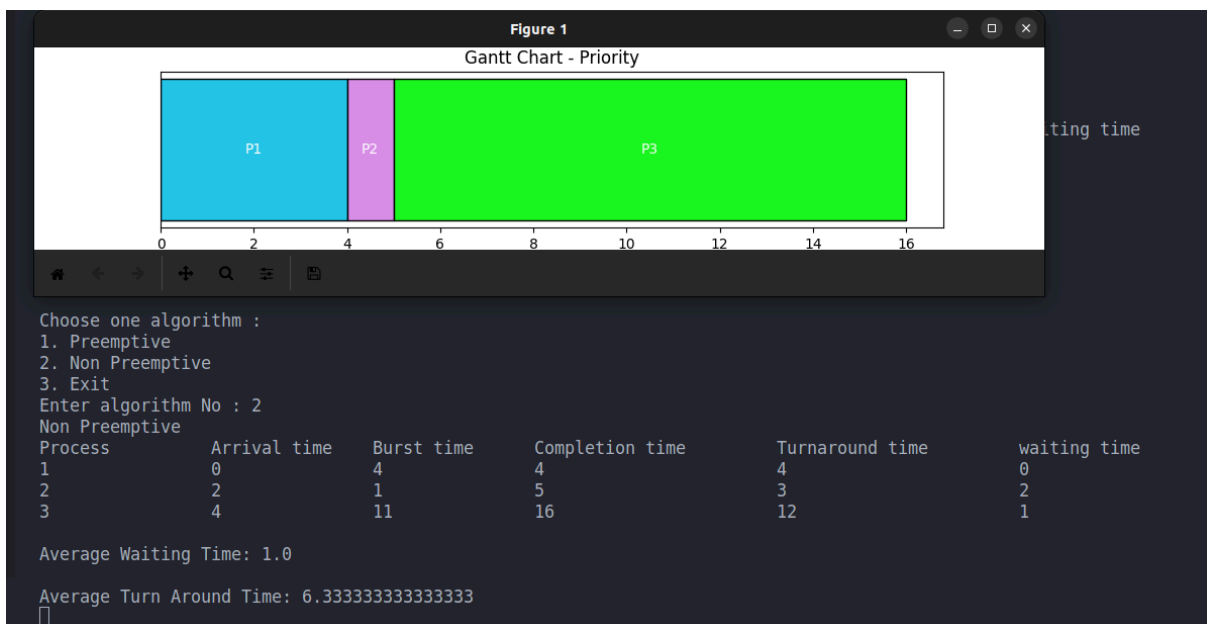 Figure 1
Gantt Chart - Priority
P1 P2 P3
0 2 4 6 8 10 12 14 16
time
Choose one algorithm :
1. Preemptive
2. Non Preemptive
3. Exit
Enter algorithm No : 2
Non Preemptive
Process Arrival time Burst time Completion time Turnaround time waiting time
1 0 4 4 4 0
2 2 1 5 3 2
3 4 11 16 12 1
Average Waiting Time: 1.0
Average Turn Around Time: 6.333333333333333